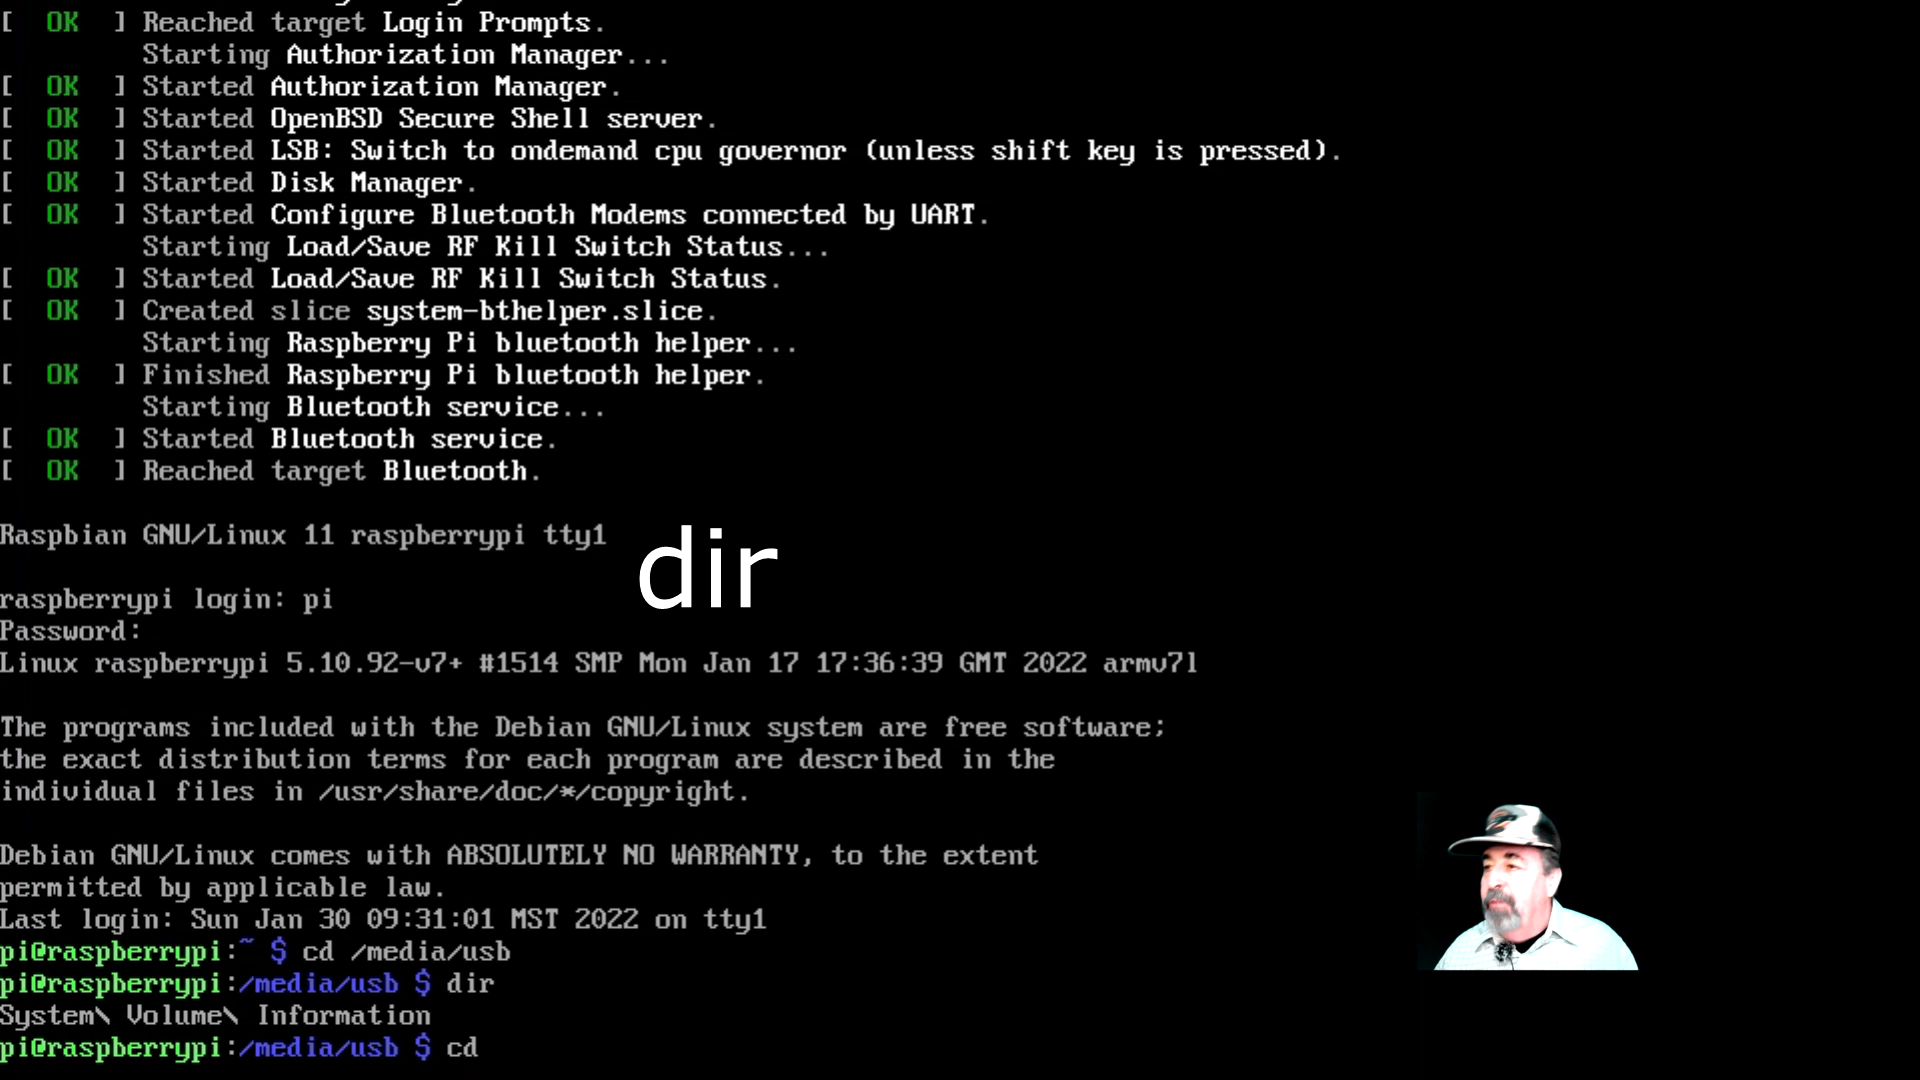 [  OK  ] Reached target Login Prompts.
Starting Authorization Manager...
[  OK  ] Started Authorization Manager.
[  OK  ] Started OpenBSD Secure Shell server.
[  OK  ] Started LSB: Switch to ondemand cpu governor (unless shift key is pressed).
[  OK  ] Started Disk Manager.
[  OK  ] Started Configure Bluetooth Modems connected by UART.
Starting Load/Save RF Kill Switch Status...
[  OK  ] Started Load/Save RF Kill Switch Status.
[  OK  ] Created slice system-bthelper.slice.
Starting Raspberry Pi bluetooth helper...
[  OK  ] Finished Raspberry Pi bluetooth helper.
Starting Bluetooth service...
[  OK  ] Started Bluetooth service.
[  OK  ] Reached target Bluetooth.
Raspbian GNU/Linux 11 raspberrypi tty1
dir
raspberrypi login: pi
Password:
Linux raspberrypi 5.10.92-v7+ #1514 SMP Mon Jan 17 17:36:39 GMT 2022 armv7l
The programs included with the Debian GNU/Linux system are free software;
the exact distribution terms for each program are described in the
individual files in /usr/share/doc/*/copyright.
Debian GNU/Linux comes with ABSOLUTELY NO WARRANTY, to the extent
permitted by applicable law.
Last login: Sun Jan 30 09:31:01 MST 2022 on tty1
pi@raspberrypi:~ $ cd /media/usb
pi@raspberrypi:/media/usb $ dir
System\ Volume\ Information
pi@raspberrypi:/media/usb $ cd